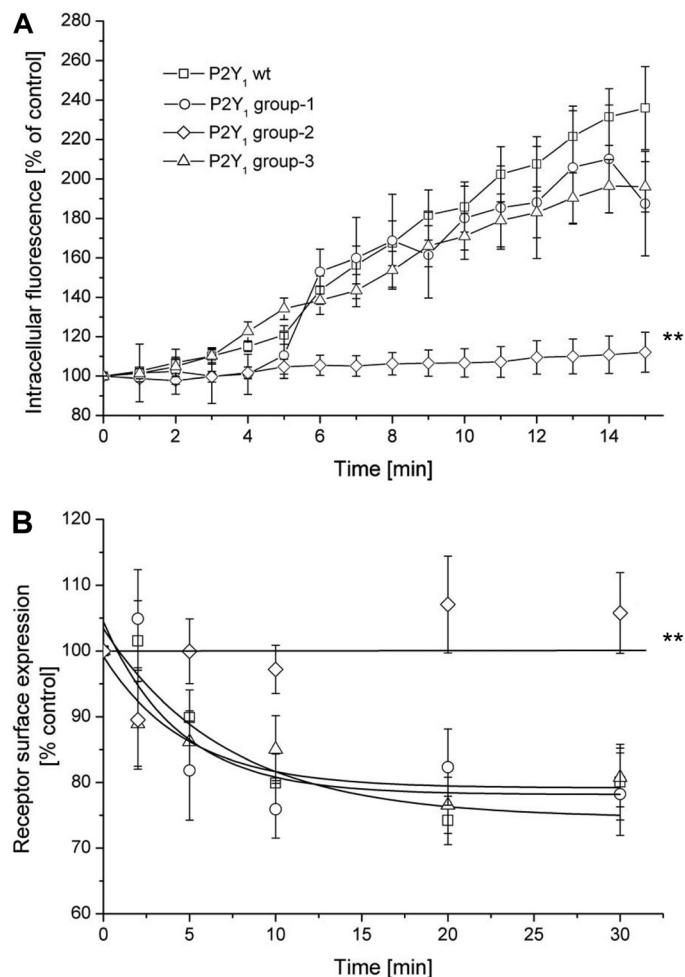 A
Intracellular fluorescence [% of control]
280
260
240
220
200
180
160
140
120
100
80
P2Y₁ wt
P2Y₁ group-1
P2Y₁ group-2
P2Y₁ group-3
**
0 2 4 6 8 10 12 14
Time [min]
B
Receptor surface expression
[% control]
120
110
100
90
80
70
60
**
0 5 10 15 20 25 30
Time [min]